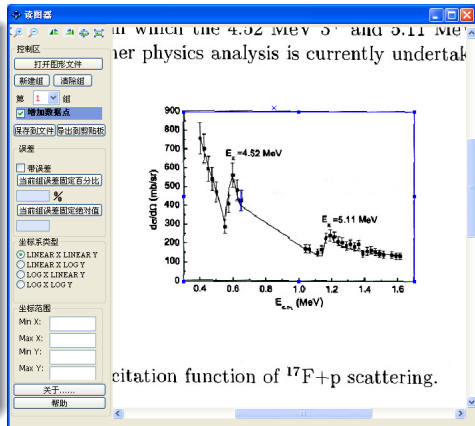 读图器
控制区
打开图形文件
新建组 清除组
第 1 组
增加数据点
保存到文件 导出到剪贴板
误差
带误差
当前组误差固定百分比
%
当前组误差固定绝对值
坐标系类型
LINEAR X LINEAR Y
LINEAR X LOG Y
LOG X LINEAR Y
LOG X LOG Y
坐标范围
Min X:
Max X:
Min Y:
Max Y:
关于......
帮助
in which the 4.52 MeV 3⁺ and 5.11 Me
her physics analysis is currently undertak
900
800
700
600
500
400
300
200
100
0
dσ/dΩ (mb/sr)
Eₓ=4.52 MeV
Eₓ=5.11 MeV
0.4 0.6 0.8 1.0 1.2 1.4 1.6
(MeV)
citation function of ¹⁷F+p scattering.